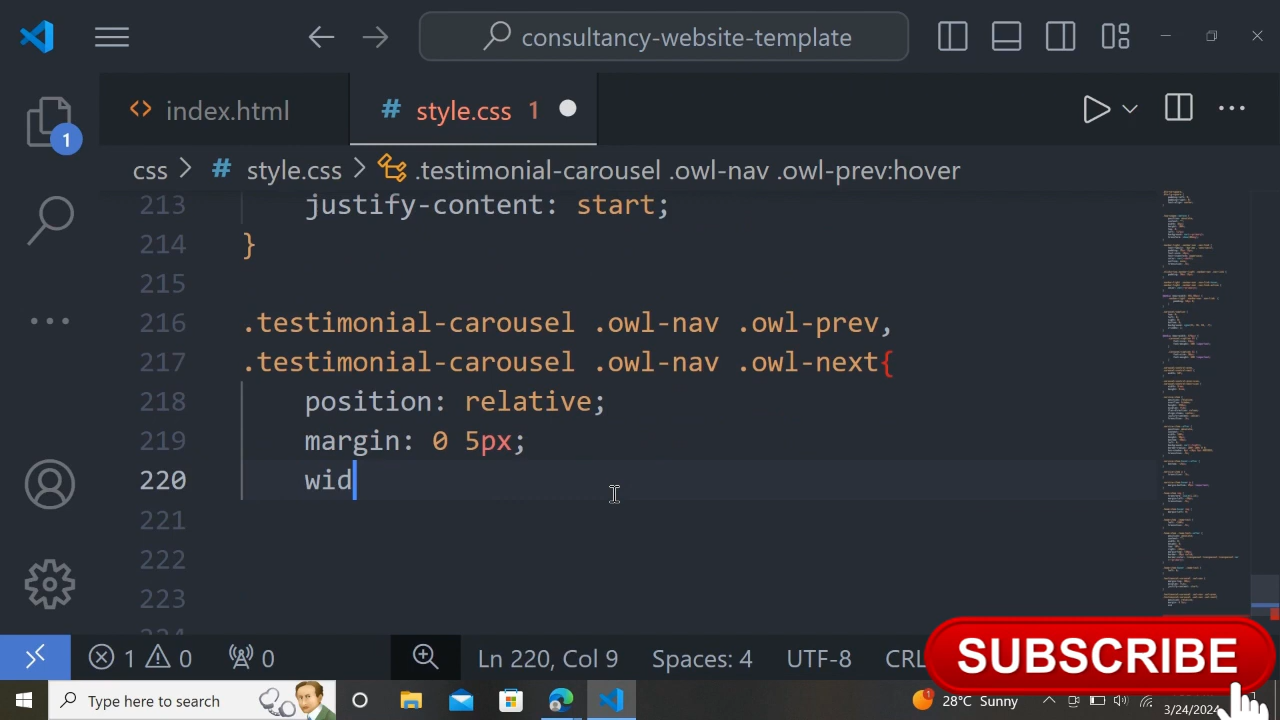 consultancy-website-template
index.html
# style.css 1
css > # style.css > .testimonial-carousel .owl-nav .owl-prev:hover
1
213 justify-content: start;
214 }
215
216 .testimonial-carousel .owl-nav .owl-prev,
217 .testimonial-carousel .owl-nav .owl-next{
218 position: relative;
219 margin: 0 5px;
220 wid
221
222
223
1 0 0 Ln 220, Col 9 Spaces: 4 UTF-8 CRL
SUBSCRIBE
Type here to search
1 28°C Sunny
3/24/2024